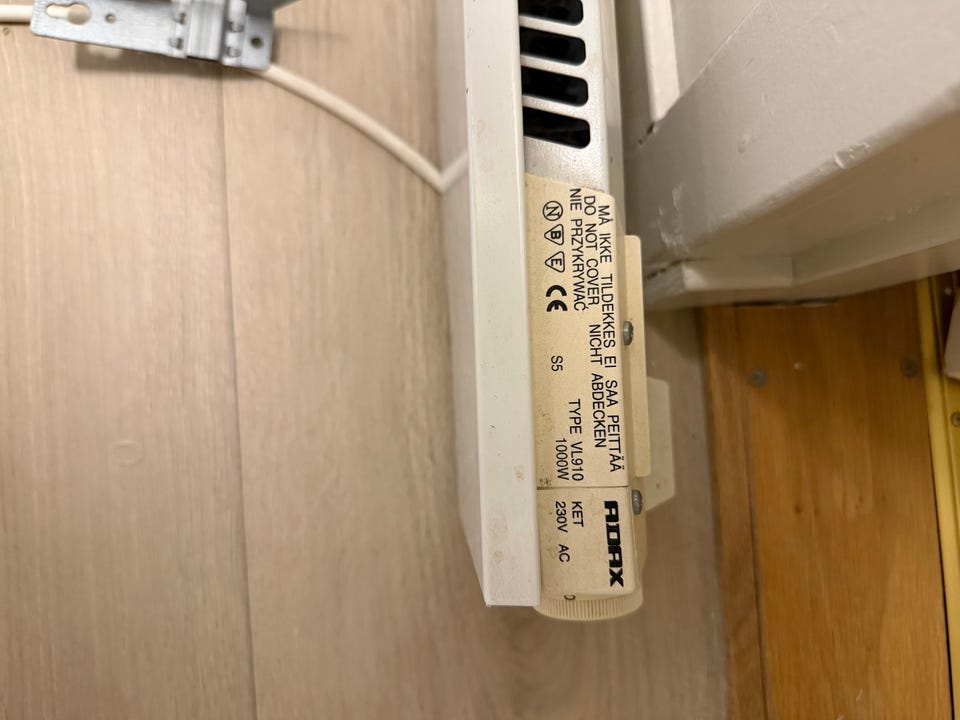 MÅ IKKE TILDEKKES EI SAA PEITTÄÄ
DO NOT COVER, NICHT ABDECKEN
NIE PRZYKRYWAĆ
N B E CE
S5
TYPE VL910
1000W
ADAX
KET
230V AC